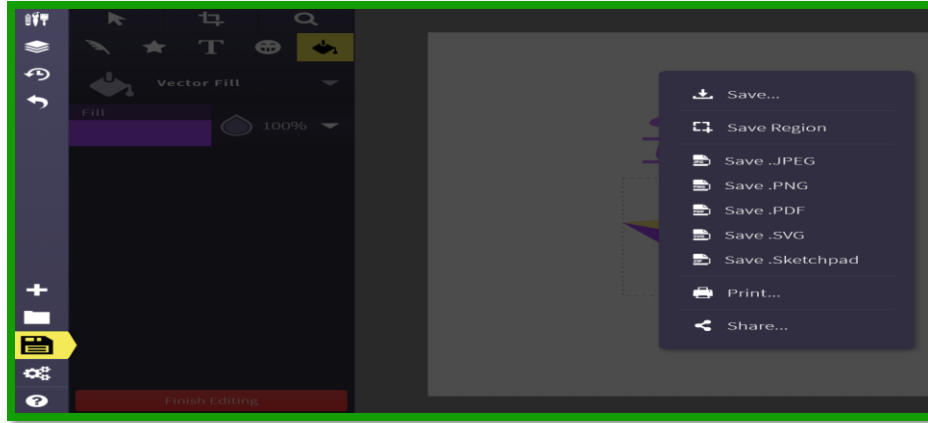 Vector Fill
Fill
100%
Finish Editing
Save...
Save Region
Save .JPEG
Save .PNG
Save .PDF
Save .SVG
Save .Sketchpad
Print...
Share...